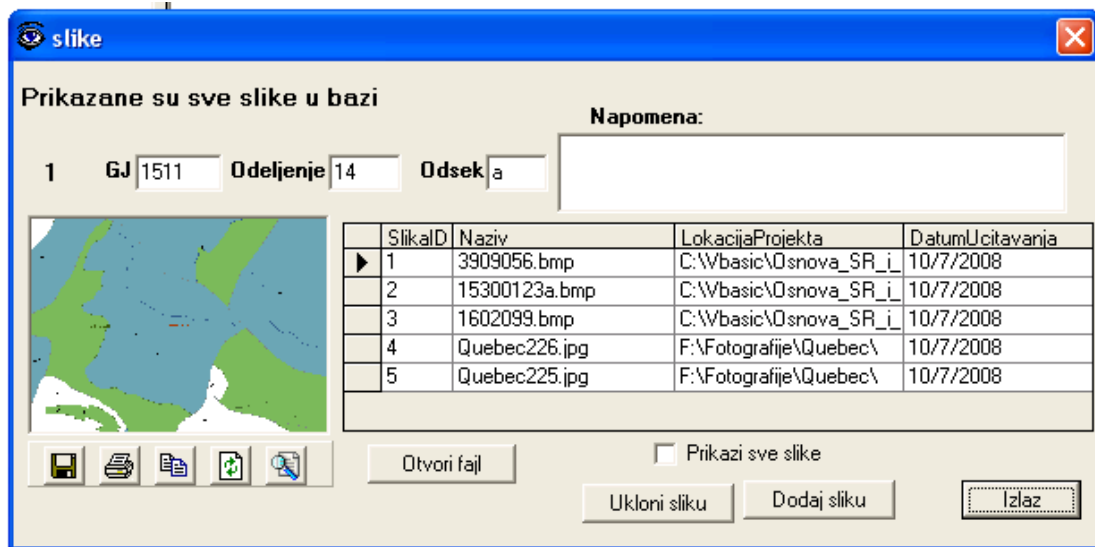 slike
Prikazane su sve slike u bazi
Napomena:
1 GJ 1511 Odeljenje 14 Odsek a
SlikaID Naziv LokacijaProjekta DatumUcitavanja
1 3909056.bmp C:\Vbasic\Osnova_SR_i_ 10/7/2008
2 15300123a.bmp C:\Vbasic\Osnova_SR_i_ 10/7/2008
3 1602099.bmp C:\Vbasic\Osnova_SR_i_ 10/7/2008
4 Quebec226.jpg F:\Fotografije\Quebec\ 10/7/2008
5 Quebec225.jpg F:\Fotografije\Quebec\ 10/7/2008
Otvori fajl
Prikazi sve slike
Ukloni sliku
Dodaj sliku
Izlaz